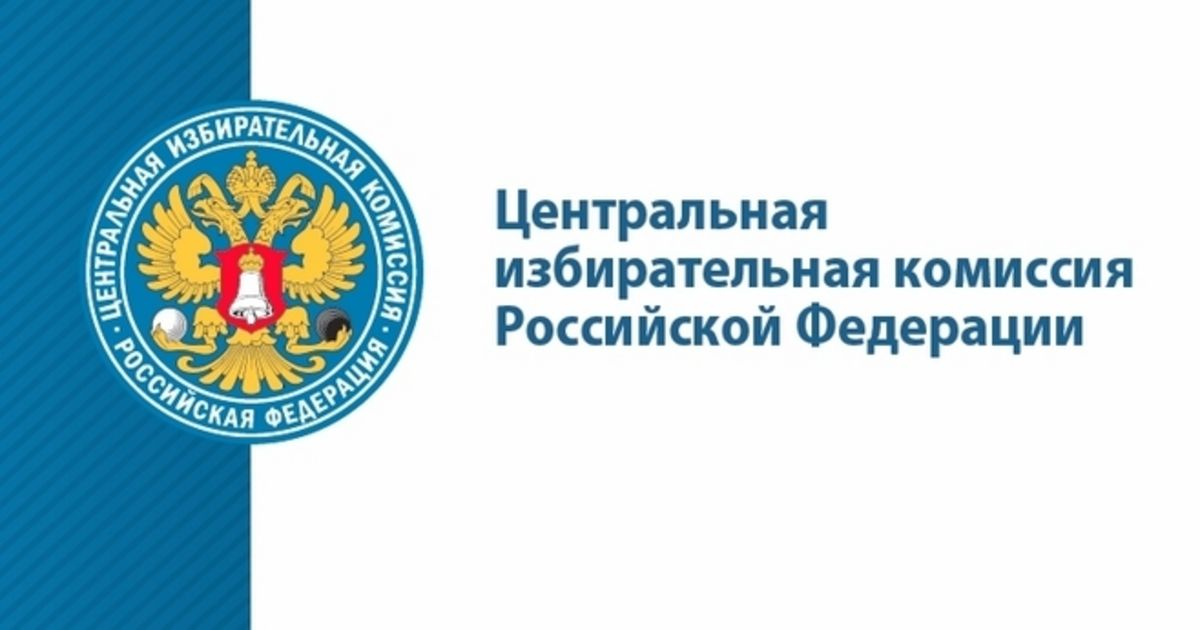 ЦЕНТРАЛЬНАЯ ИЗБИРАТЕЛЬНАЯ КОМИССИЯ
· РОССИЙСКАЯ ФЕДЕРАЦИЯ ·
Центральная
избирательная комиссия
Российской Федерации